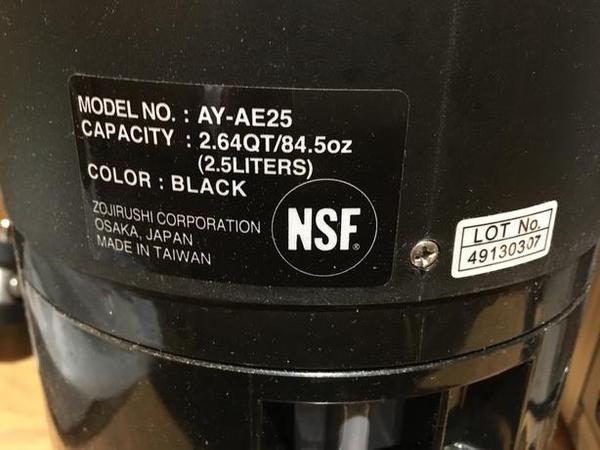 MODEL NO. : AY-AE25
CAPACITY : 2.64QT/84.5oz
(2.5LITERS)
COLOR : BLACK
ZOJIRUSHI CORPORATION
OSAKA, JAPAN
MADE IN TAIWAN
NSF®
LOT No.
49130307